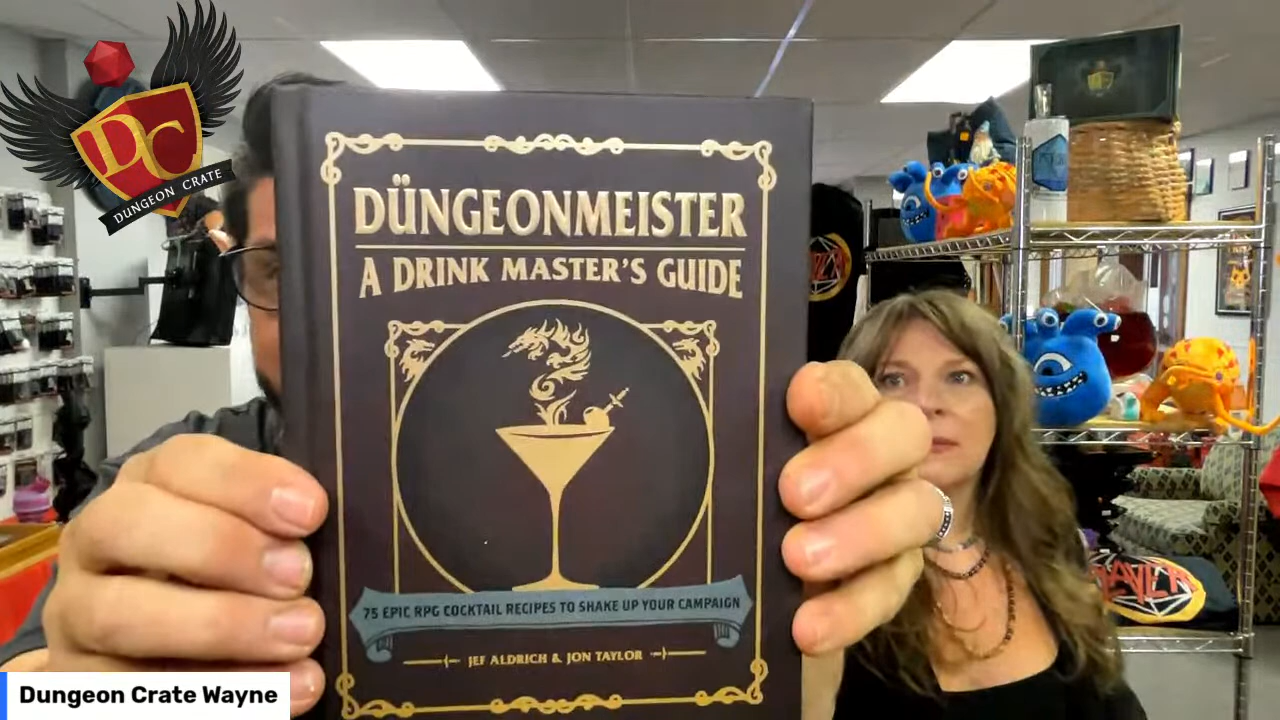 DC
DUNGEON CRATE
DÜNGEONMEISTER
A DRINK MASTER'S GUIDE
75 EPIC RPG COCKTAIL RECIPES TO SHAKE UP YOUR CAMPAIGN
JEF ALDRICH & JON TAYLOR
Dungeon Crate Wayne